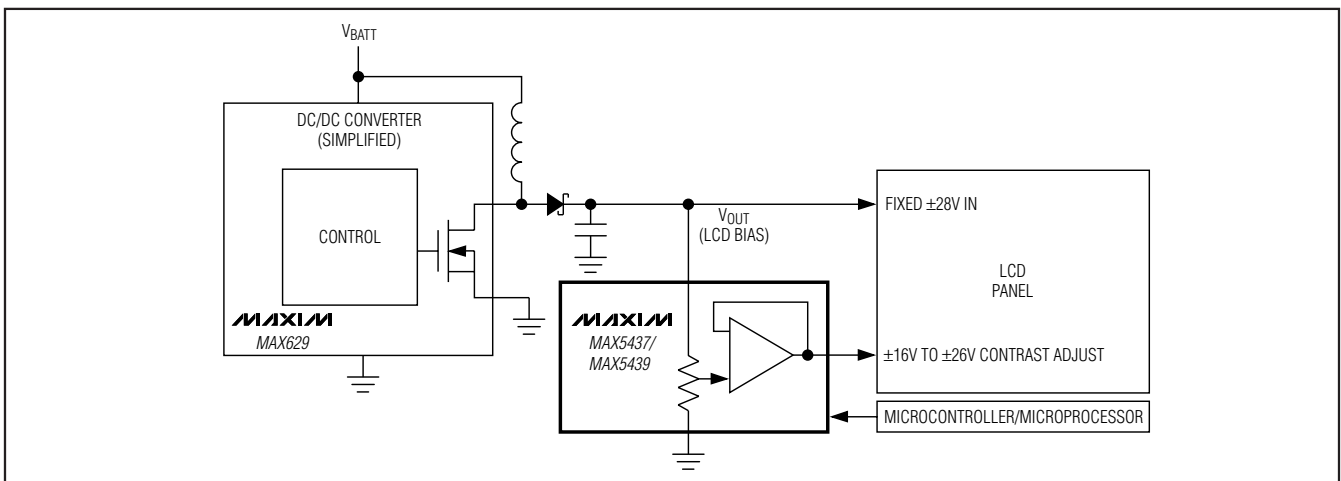 VBATT
DC/DC CONVERTER
(SIMPLIFIED)
CONTROL
MAXIM
MAX629
VOUT
(LCD BIAS)
MAXIM
MAX5437/
MAX5439
FIXED ±28V IN
LCD
PANEL
±16V TO ±26V CONTRAST ADJUST
MICROCONTROLLER/MICROPROCESSOR